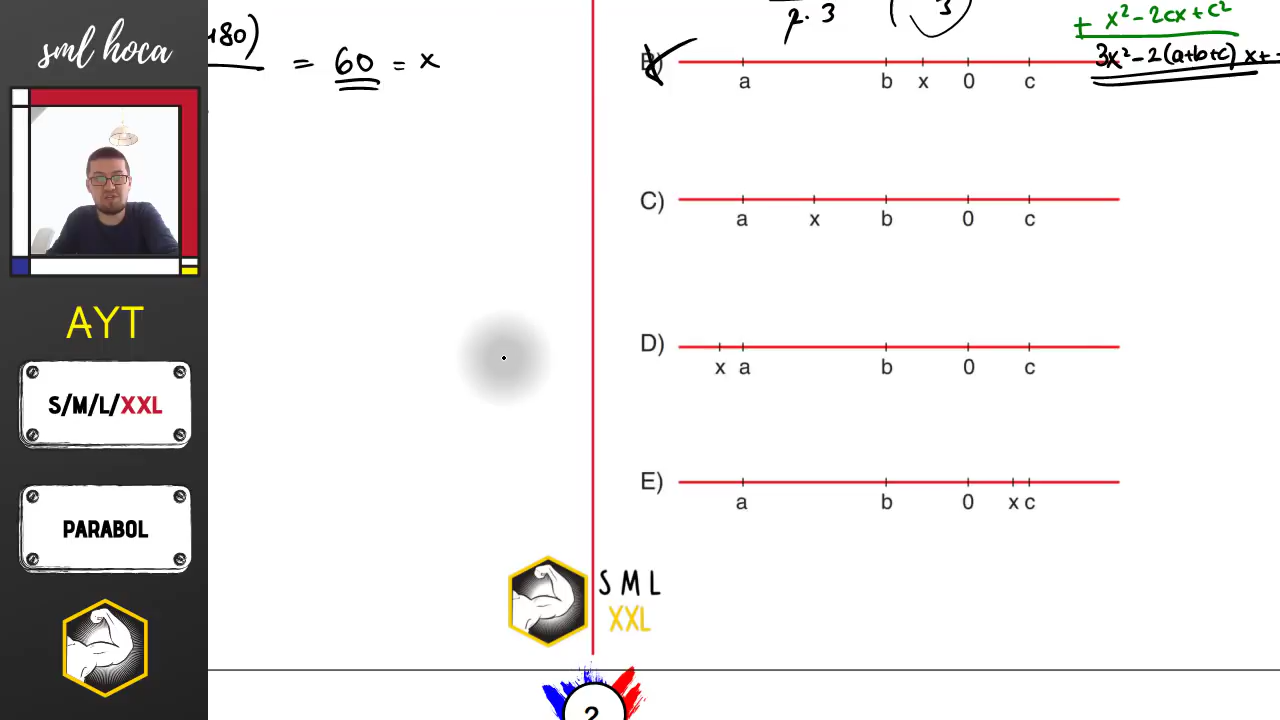 sml hoca
AYT
S/M/L/XXL
PARABOL
180)
= 60 = x
2·3
3
+ x² - 2cx + c²
3x² - 2(a+b+c)x +
a b x 0 c
C)
a x b 0 c
D)
x a b 0 c
E)
a b 0 x c
SML
XXL
2